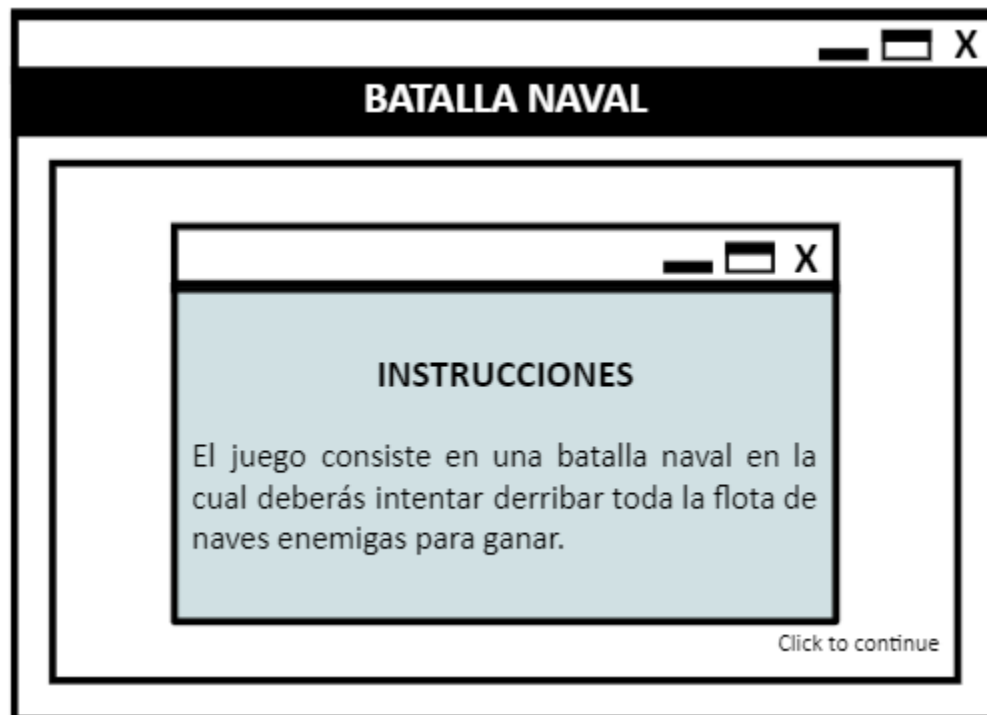 X
BATALLA NAVAL
X
INSTRUCCIONES
El juego consiste en una batalla naval en la
cual deberás intentar derribar toda la flota de
naves enemigas para ganar.
Click to continue